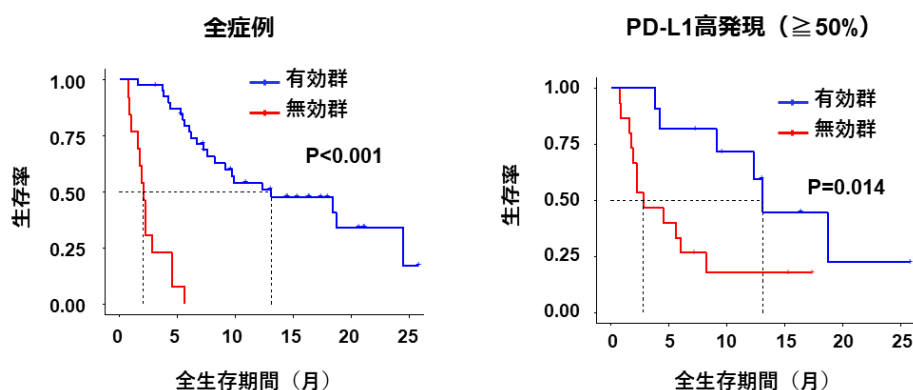 全症例
1.00
0.75
0.50
0.25
0.00
生存率
有効群
無効群
P<0.001
0 5 10 15 20 25
全生存期間（月）
PD-L1高発現（≧50%）
1.00
0.75
0.50
0.25
0.00
生存率
有効群
無効群
P=0.014
0 5 10 15 20 25
全生存期間（月）